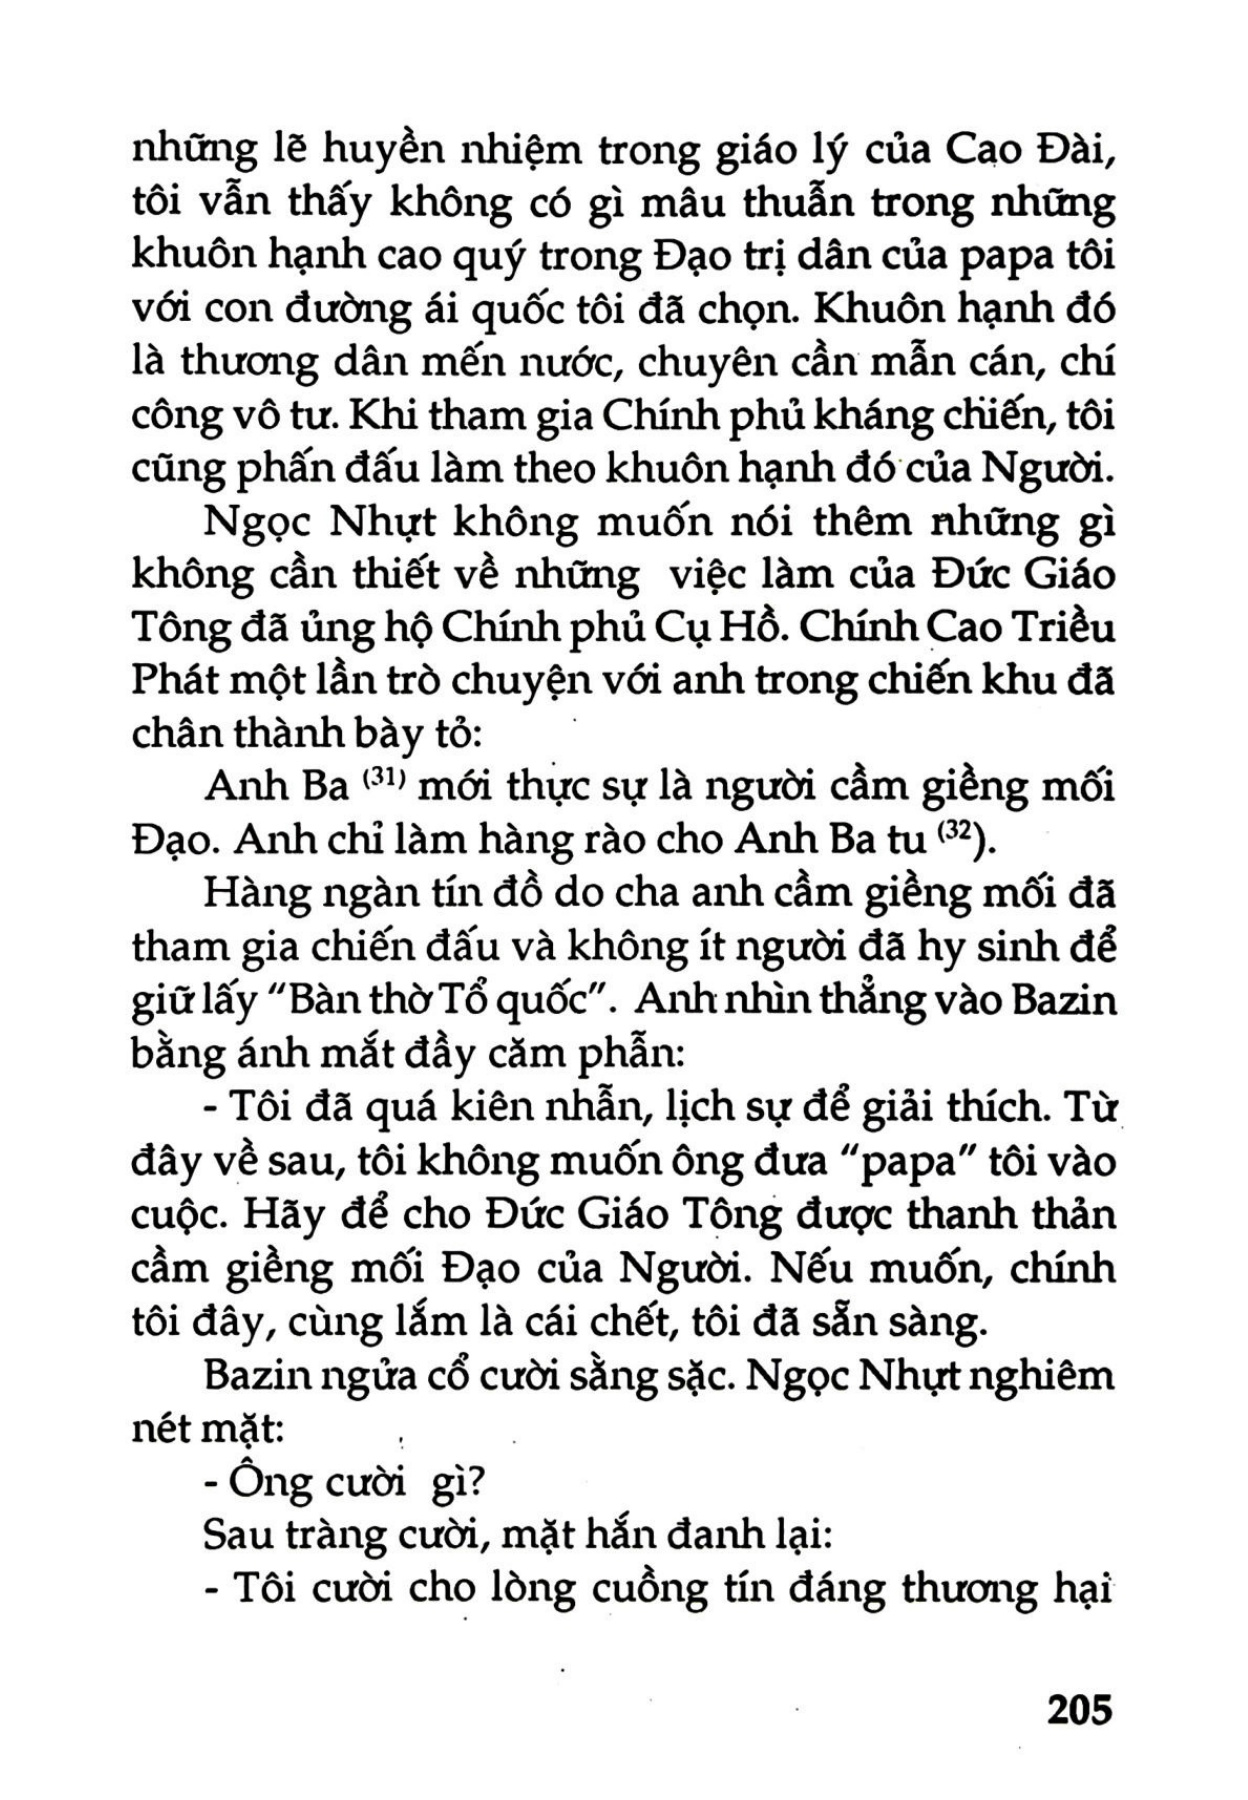 những lẽ huyền nhiệm trong giáo lý của Cao Đài,
tôi vẫn thấy không có gì mâu thuẫn trong những
khuôn hạnh cao quý trong Đạo trị dân của papa tôi
với con đường ái quốc tôi đã chọn. Khuôn hạnh đó
là thương dân mến nước, chuyên cần mẫn cán, chí
công vô tư. Khi tham gia Chính phủ kháng chiến, tôi
cũng phấn đấu làm theo khuôn hạnh đó của Người.
Ngọc Nhựt không muốn nói thêm những gì
không cần thiết về những việc làm của Đức Giáo
Tông đã ủng hộ Chính phủ Cụ Hồ. Chính Cao Triều
Phát một lần trò chuyện với anh trong chiến khu đã
chân thành bày tỏ:
Anh Ba (31) mới thực sự là người cầm giềng mối
Đạo. Anh chỉ làm hàng rào cho Anh Ba tu (32).
Hàng ngàn tín đồ do cha anh cầm giềng mối đã
tham gia chiến đấu và không ít người đã hy sinh để
giữ lấy "Bàn thờ Tổ quốc". Anh nhìn thẳng vào Bazin
bằng ánh mắt đầy căm phẫn:
- Tôi đã quá kiên nhẫn, lịch sự để giải thích. Từ
đây về sau, tôi không muốn ông đưa "papa" tôi vào
cuộc. Hãy để cho Đức Giáo Tông được thanh thản
cầm giềng mối Đạo của Người. Nếu muốn, chính
tôi đây, cùng lắm là cái chết, tôi đã sẵn sàng.
Bazin ngửa cổ cười sằng sặc. Ngọc Nhựt nghiêm
nét mặt:
- Ông cười gì?
Sau tràng cười, mặt hắn đanh lại:
- Tôi cười cho lòng cuồng tín đáng thương hại
205